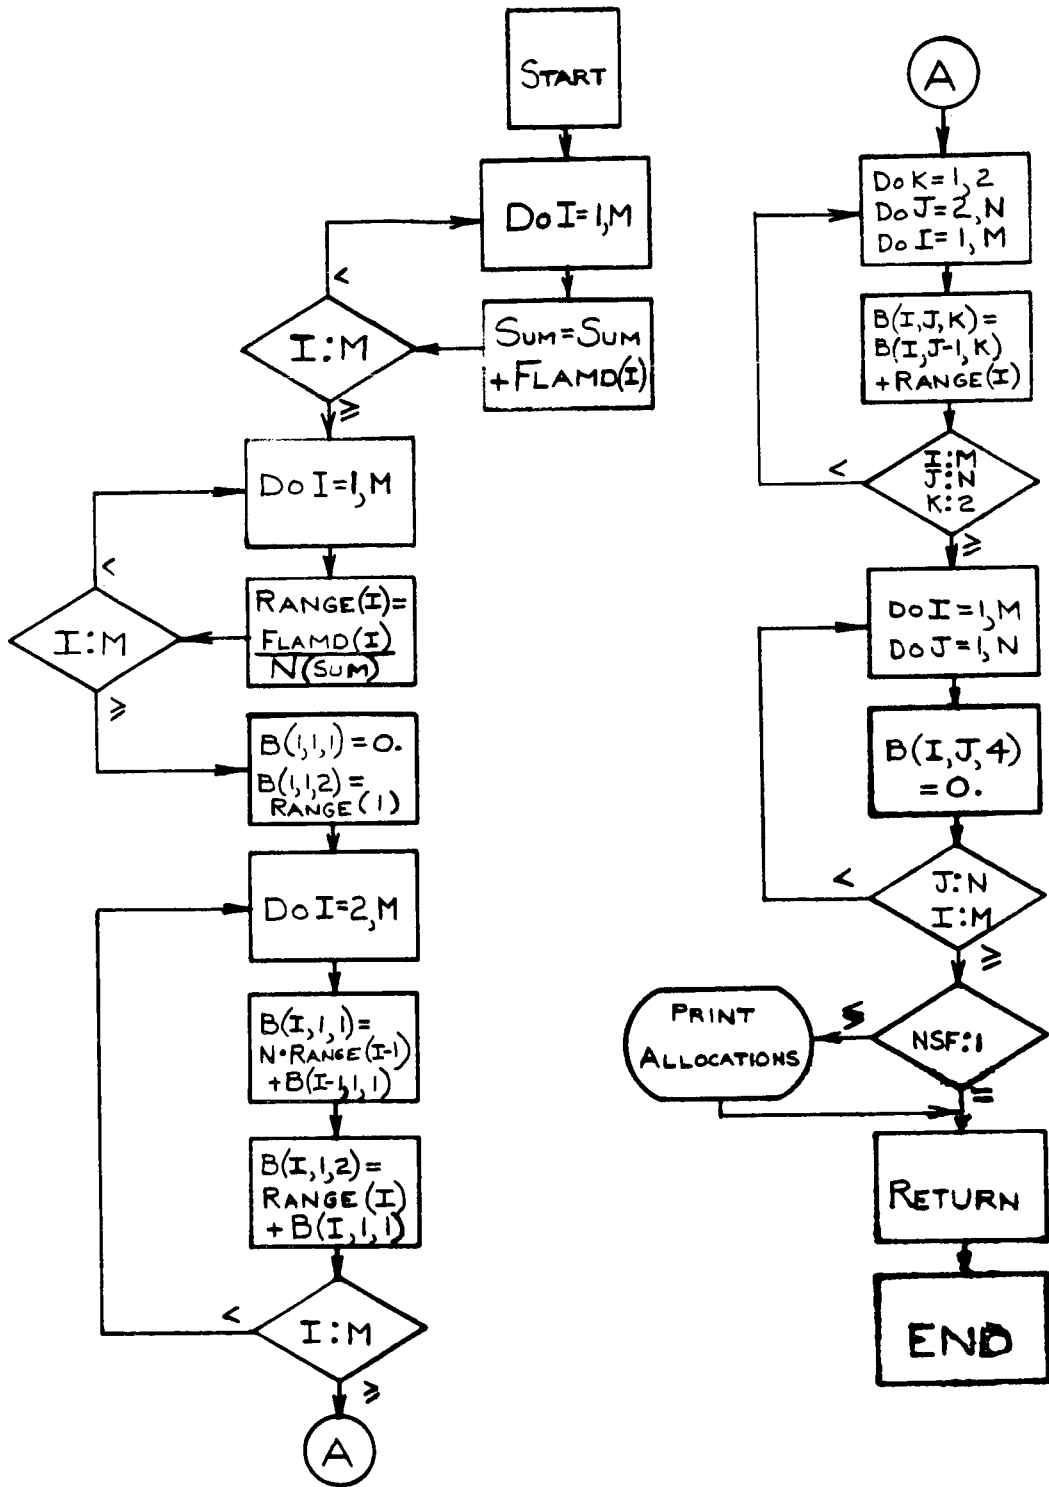 START
DO I=1,M
SUM=SUM
+FLAMD(I)
I:M
<
≥
DO I=1,M
RANGE(I)=
FLAMD(I)
N(SUM)
I:M
<
≥
B(1,1,1)=0.
B(1,1,2)=
RANGE(1)
DO I=2,M
B(I,1,1)=
N·RANGE(I-1)
+B(I-1,1,1)
B(I,1,2)=
RANGE(I)
+B(I,1,1)
I:M
<
≥
A
A
DO K=1,2
DO J=2,N
DO I=1,M
B(I,J,K)=
B(I,J-1,K)
+RANGE(I)
I:M
J:N
K:2
<
≥
DO I=1,M
DO J=1,N
B(I,J,4)
=0.
J:N
I:M
<
≥
NSF:1
≶
=
PRINT
ALLOCATIONS
RETURN
END